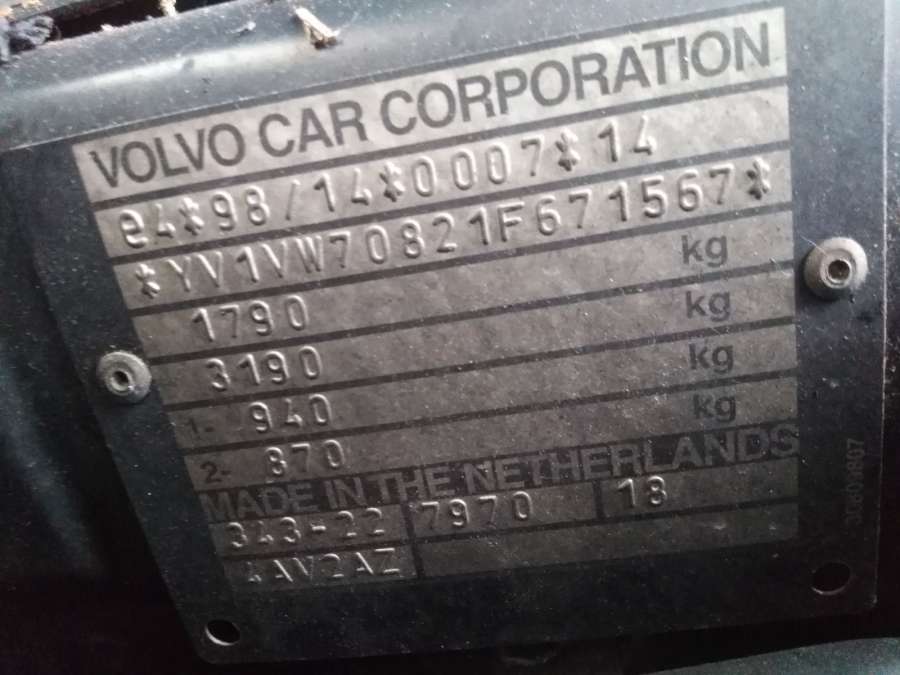 VOLVO CAR CORPORATION
e4*98/14*0007*14
*YV1VW70821F671567*
1790 kg
3190 kg
1- 940 kg
2- 870 kg
MADE IN THE NETHERLANDS
343-22 7970 18
4AV2AZ